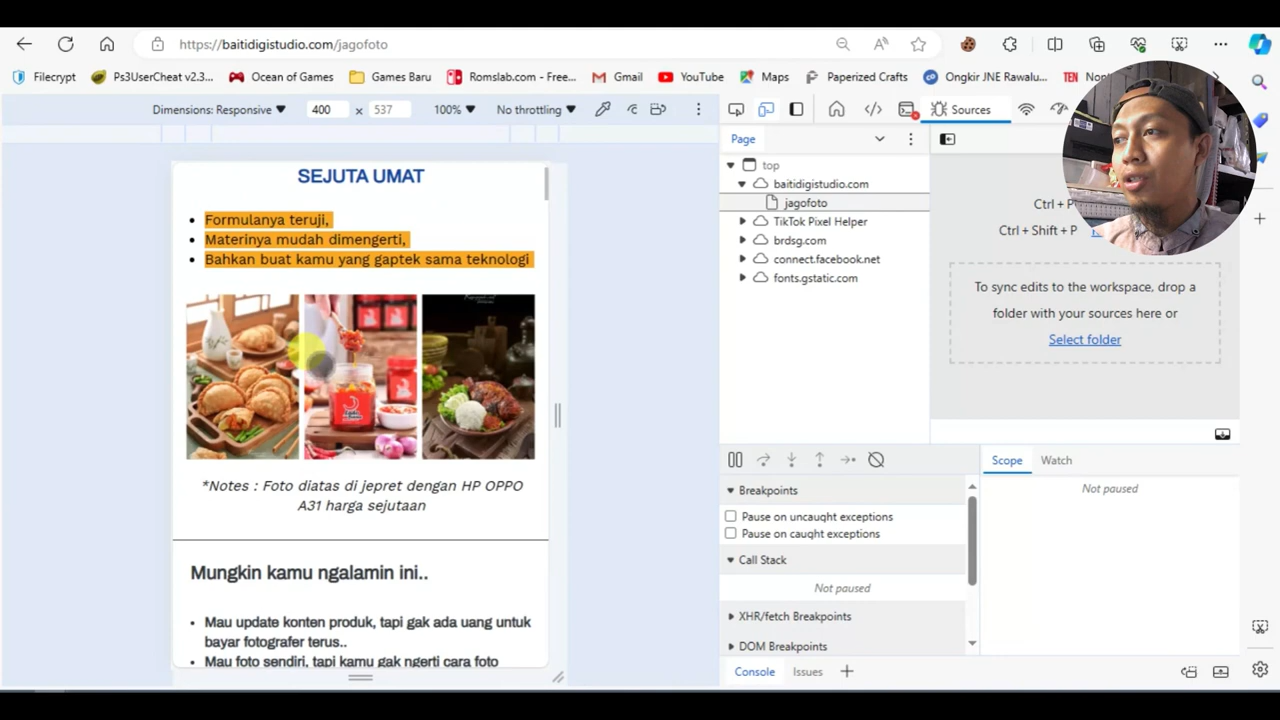 https://baitidigistudio.com/jagofoto
Filecrypt
Ps3UserCheat v2.3...
Ocean of Games
Games Baru
Romslab.com - Free...
Gmail
YouTube
Maps
Paperized Crafts
Ongkir JNE Rawalu...
TEN
Dimensions: Responsive
400
x
537
100%
No throttling
Sources
Page
top
baitidigistudio.com
jagofoto
TikTok Pixel Helper
brdsg.com
connect.facebook.net
fonts.gstatic.com
Ctrl + P
Ctrl + Shift + P
To sync edits to the workspace, drop a
folder with your sources here or
Select folder
SEJUTA UMAT
Formulanya teruji,
Materinya mudah dimengerti,
Bahkan buat kamu yang gaptek sama teknologi
*Notes : Foto diatas di jepret dengan HP OPPO
A31 harga sejutaan
Mungkin kamu ngalamin ini..
Mau update konten produk, tapi gak ada uang untuk
bayar fotografer terus..
Mau foto sendiri, tapi kamu gak ngerti cara foto
Breakpoints
Pause on uncaught exceptions
Pause on caught exceptions
Call Stack
Not paused
XHR/fetch Breakpoints
DOM Breakpoints
Scope
Watch
Not paused
Console
Issues